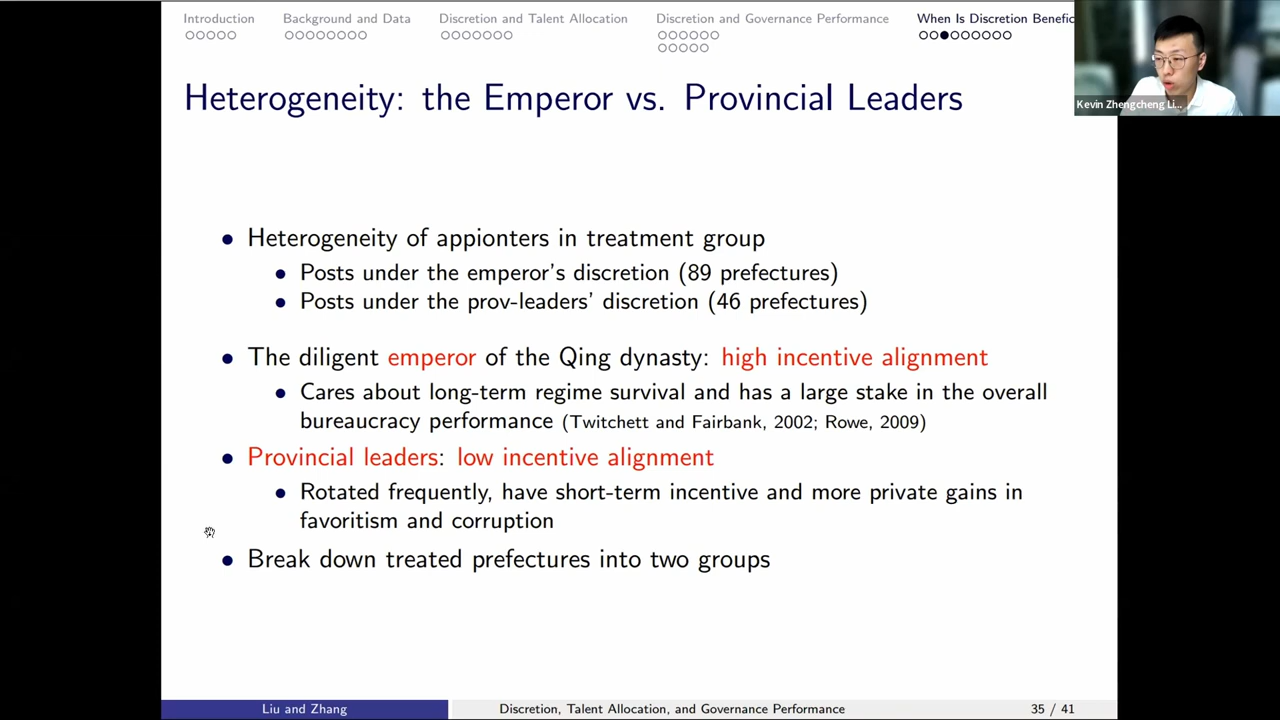 Introduction
Background and Data
Discretion and Talent Allocation
Discretion and Governance Performance
When Is Discretion Benefic
Kevin Zhengcheng Li...
Heterogeneity: the Emperor vs. Provincial Leaders
• Heterogeneity of appionters in treatment group
• Posts under the emperor's discretion (89 prefectures)
• Posts under the prov-leaders' discretion (46 prefectures)
• The diligent emperor of the Qing dynasty: high incentive alignment
• Cares about long-term regime survival and has a large stake in the overall
bureaucracy performance (Twitchett and Fairbank, 2002; Rowe, 2009)
• Provincial leaders: low incentive alignment
• Rotated frequently, have short-term incentive and more private gains in
favoritism and corruption
• Break down treated prefectures into two groups
Liu and Zhang
Discretion, Talent Allocation, and Governance Performance
35 / 41